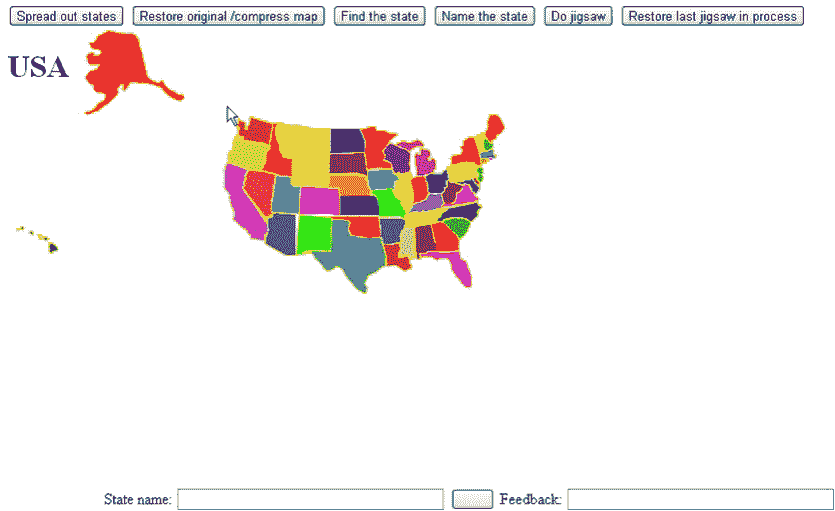 Spread out states Restore original /compress map Find the state Name the state Do jigsaw Restore last jigsaw in process
USA
State name: Feedback: